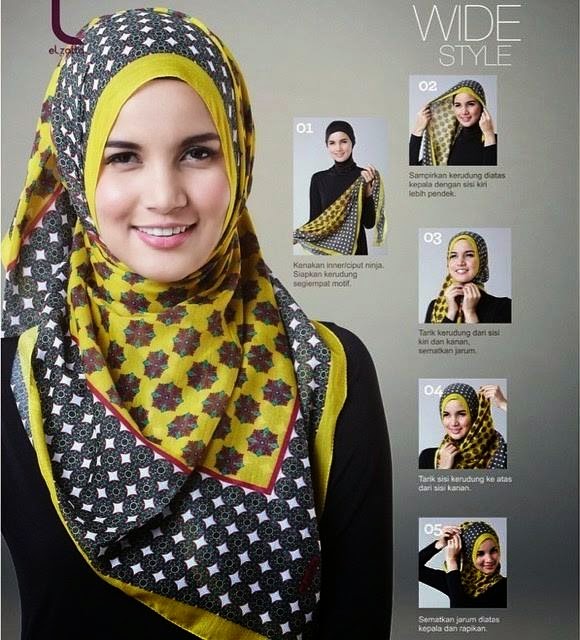 elzatta
WIDE
STYLE
01
Kenakan inner/ciput ninja.
Siapkan kerudung
segiempat motif.
02
Sampirkan kerudung diatas
kepala dengan sisi kiri
lebih pendek.
03
Tarik kerudung dari sisi
kiri dan kanan,
sematkan jarum.
04
Tarik sisi kerudung ke atas
dari sisi kanan.
05
Sematkan jarum diatas
kepala dan rapikan.